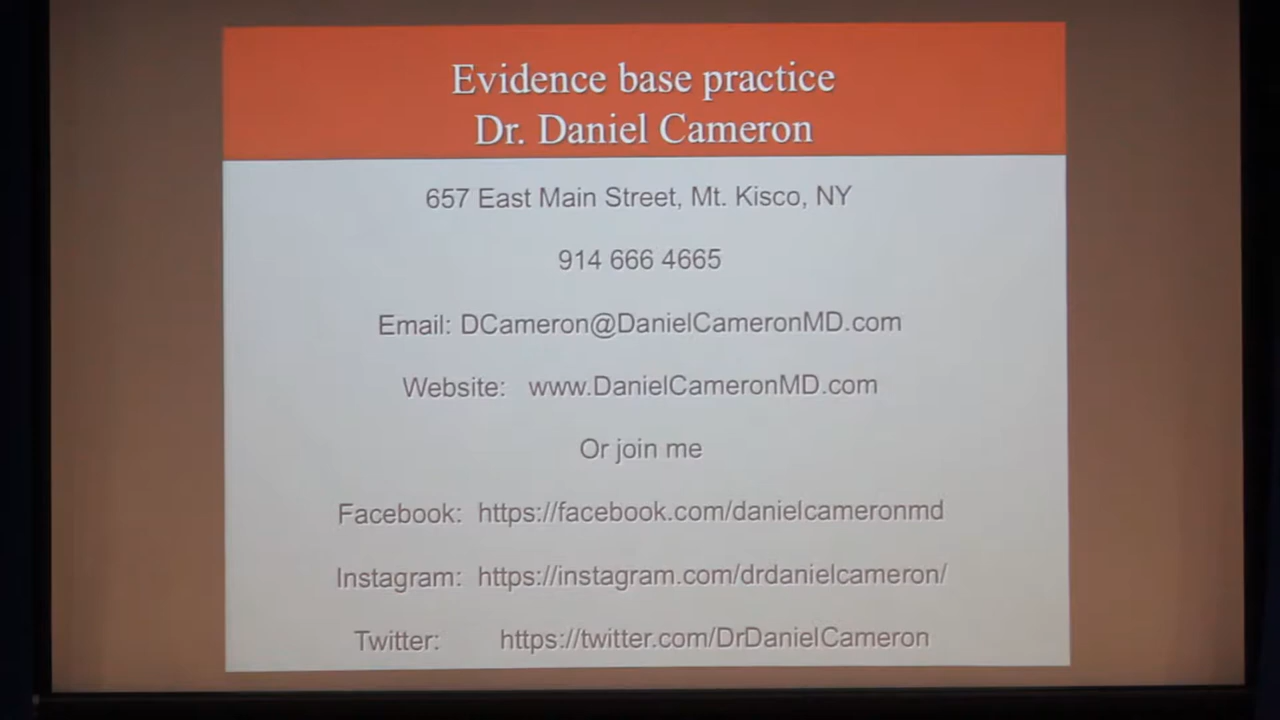 Evidence base practice
Dr. Daniel Cameron
657 East Main Street, Mt. Kisco, NY
914 666 4665
Email: DCameron@DanielCameronMD.com
Website: www.DanielCameronMD.com
Or join me
Facebook: https://facebook.com/danielcameronmd
Instagram: https://instagram.com/drdanielcameron/
Twitter: https://twitter.com/DrDanielCameron